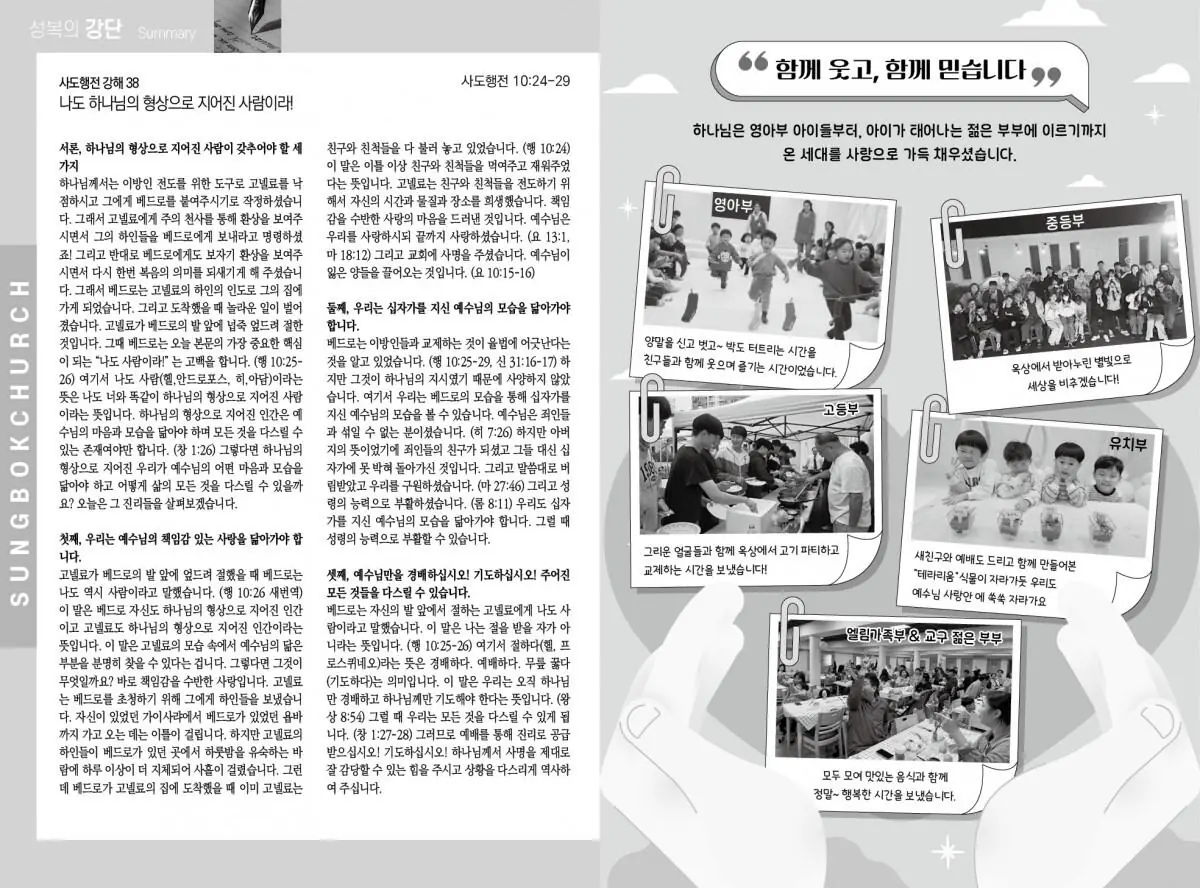 성복의 강단 Summary
SUNGBOKCHURCH
사도행전 강해 38
사도행전 10:24-29
나도 하나님의 형상으로 지어진 사람이라!
서론, 하나님의 형상으로 지어진 사람이 갖추어야 할 세
가지
하나님께서는 이방인 전도를 위한 도구로 고넬료를 낙
점하시고 그에게 베드로를 붙여주시기로 작정하셨습니
다. 그래서 고넬료에게 주의 천사를 통해 환상을 보여주
시면서 그의 하인들을 베드로에게 보내라고 명령하셨
죠! 그리고 반대로 베드로에게도 보자기 환상을 보여주
시면서 다시 한번 복음의 의미를 되새기게 해 주셨습니
다. 그래서 베드로는 고넬료의 하인의 인도로 그의 집에
가게 되었습니다. 그리고 도착했을 때 놀라운 일이 벌어
졌습니다. 고넬료가 베드로의 발 앞에 넙죽 엎드려 절한
것입니다. 그때 베드로는 오늘 본문의 가장 중요한 핵심
이 되는 “나도 사람이라!” 는 고백을 합니다. (행 10:25-
26) 여기서 나도 사람(헬,안드로포스, 히,아담)이라는
뜻은 나도 너와 똑같이 하나님의 형상으로 지어진 사람
이라는 뜻입니다. 하나님의 형상으로 지어진 인간은 예
수님의 마음과 모습을 닮아야 하며 모든 것을 다스릴 수
있는 존재여야만 합니다. (창 1:26) 그렇다면 하나님의
형상으로 지어진 우리가 예수님의 어떤 마음과 모습을
닮아야 하고 어떻게 삶의 모든 것을 다스릴 수 있을까
요? 오늘은 그 진리들을 살펴보겠습니다.
첫째, 우리는 예수님의 책임감 있는 사랑을 닮아가야 합
니다.
고넬료가 베드로의 발 앞에 엎드려 절했을 때 베드로는
나도 역시 사람이라고 말했습니다. (행 10:26 새번역)
이 말은 베드로 자신도 하나님의 형상으로 지어진 인간
이고 고넬료도 하나님의 형상으로 지어진 인간이라는
뜻입니다. 이 말은 고넬료의 모습 속에서 예수님의 닮은
부분을 분명히 찾을 수 있다는 겁니다. 그렇다면 그것이
무엇일까요? 바로 책임감을 수반한 사랑입니다. 고넬료
는 베드로를 초청하기 위해 그에게 하인들을 보냈습니
다. 자신이 있었던 가이사랴에서 베드로가 있었던 욥바
까지 가고 오는 데는 이틀이 걸립니다. 하지만 고넬료의
하인들이 베드로가 있던 곳에서 하룻밤을 유숙하는 바
람에 하루 이상이 더 지체되어 사흘이 걸렸습니다. 그런
데 베드로가 고넬료의 집에 도착했을 때 이미 고넬료는
친구와 친척들을 다 불러 놓고 있었습니다. (행 10:24)
이 말은 이틀 이상 친구와 친척들을 먹여주고 재워주었
다는 뜻입니다. 고넬료는 친구와 친척들을 전도하기 위
해서 자신의 시간과 물질과 장소를 희생했습니다. 책임
감을 수반한 사랑의 마음을 드러낸 것입니다. 예수님은
우리를 사랑하시되 끝까지 사랑하셨습니다. (요 13:1,
마 18:12) 그리고 교회에 사명을 주셨습니다. 예수님이
잃은 양들을 끌어오는 것입니다. (요 10:15-16)
둘째, 우리는 십자가를 지신 예수님의 모습을 닮아가야
합니다.
베드로는 이방인들과 교제하는 것이 율법에 어긋난다는
것을 알고 있었습니다. (행 10:25-29, 신 31:16-17) 하
지만 그것이 하나님의 지시였기 때문에 사양하지 않았
습니다. 여기서 우리는 베드로의 모습을 통해 십자가를
지신 예수님의 모습을 볼 수 있습니다. 예수님은 죄인들
과 섞일 수 없는 분이셨습니다. (히 7:26) 하지만 아버
지의 뜻이었기에 죄인들의 친구가 되셨고 그들 대신 십
자가에 못 박혀 돌아가신 것입니다. 그리고 말씀대로 버
림받았고 우리를 구원하셨습니다. (마 27:46) 그리고 성
령의 능력으로 부활하셨습니다. (롬 8:11) 우리도 십자
가를 지신 예수님의 모습을 닮아가야 합니다. 그럴 때
성령의 능력으로 부활할 수 있습니다.
셋째, 예수님만을 경배하십시오! 기도하십시오! 주어진
모든 것들을 다스릴 수 있습니다.
베드로는 자신의 발 앞에서 절하는 고넬료에게 나도 사
람이라고 말했습니다. 이 말은 나는 절을 받을 자가 아
니라는 뜻입니다. (행 10:25-26) 여기서 절하다(헬, 프
로스퀴네오)라는 뜻은 경배하다. 예배하다. 무릎 꿇다
(기도하다)는 의미입니다. 이 말은 우리는 오직 하나님
만 경배하고 하나님께만 기도해야 한다는 뜻입니다. (왕
상 8:54) 그럴 때 우리는 모든 것을 다스릴 수 있게 됩
니다. (창 1:27-28) 그러므로 예배를 통해 진리로 공급
받으십시오! 기도하십시오! 하나님께서 사명을 제대로
잘 감당할 수 있는 힘을 주시고 상황을 다스리게 역사하
여 주십니다.
“함께 웃고, 함께 믿습니다”
하나님은 영아부 아이들부터, 아이가 태어나는 젊은 부부에 이르기까지
온 세대를 사랑으로 가득 채우셨습니다.
영아부
양말을 신고 벗고~ 박도 터트리는 시간을
친구들과 함께 웃으며 즐기는 시간이었습니다.
중등부
옥상에서 받아누린 별빛으로
세상을 비추겠습니다!
고등부
그리운 얼굴들과 함께 옥상에서 고기 파티하고
교제하는 시간을 보냈습니다!
유치부
새친구와 예배도 드리고 함께 만들어본
"테라리움"식물이 자라가듯 우리도
예수님 사랑안 에 쑥쑥 자라가요
엘림가족부 & 교구 젊은 부부
모두 모여 맛있는 음식과 함께
정말~ 행복한 시간을 보냈습니다.